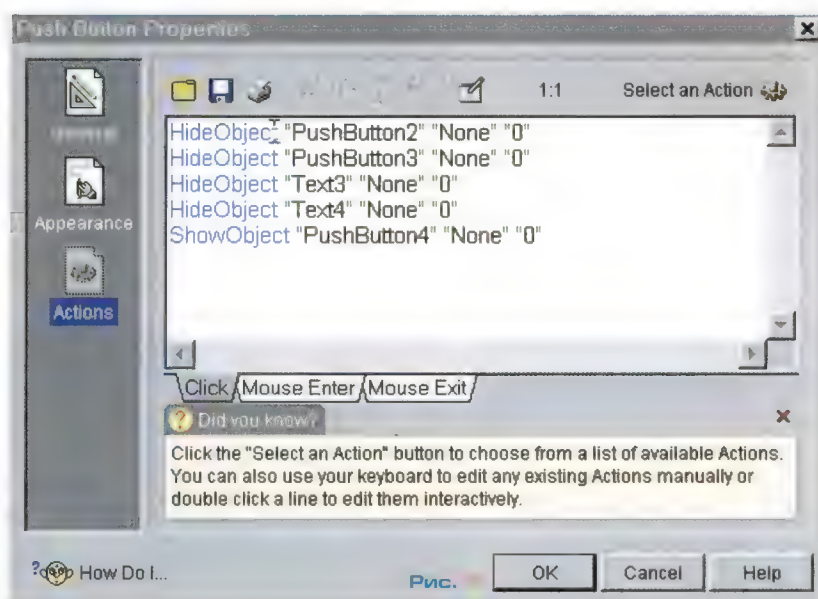 Push Button Properties
1:1 Select an Action
HideObject "PushButton2" "None" "0"
HideObject "PushButton3" "None" "0"
HideObject "Text3" "None" "0"
HideObject "Text4" "None" "0"
ShowObject "PushButton4" "None" "0"
Appearance
Actions
Click Mouse Enter Mouse Exit
? Did you know?
Click the "Select an Action" button to choose from a list of available Actions.
You can also use your keyboard to edit any existing Actions manually or
double click a line to edit them interactively.
? How Do I...
Рис.
OK Cancel Help